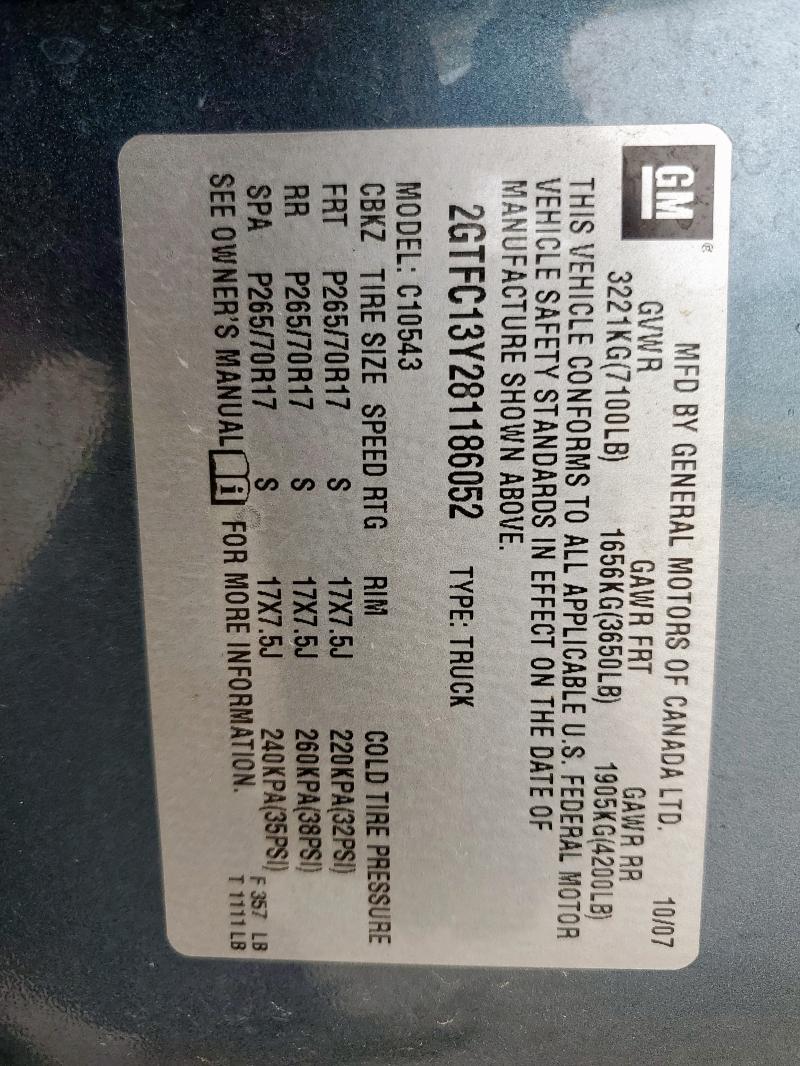 GM ®
MFD BY GENERAL MOTORS OF CANADA LTD. 10/07
GVWR GAWR FRT GAWR RR
3221KG(7100LB) 1656KG(3650LB) 1905KG(4200LB)
THIS VEHICLE CONFORMS TO ALL APPLICABLE U.S. FEDERAL MOTOR
VEHICLE SAFETY STANDARDS IN EFFECT ON THE DATE OF
MANUFACTURE SHOWN ABOVE.
2GTFC13Y281186052 TYPE: TRUCK
MODEL: C10543
CBKZ TIRE SIZE SPEED RTG RIM COLD TIRE PRESSURE
FRT P265/70R17 S 17X7.5J 220KPA(32PSI)
RR P265/70R17 S 17X7.5J 260KPA(38PSI)
SPA P265/70R17 S 17X7.5J 240KPA(35PSI)
SEE OWNER'S MANUAL i FOR MORE INFORMATION.
F 357 LB
T 1111 LB